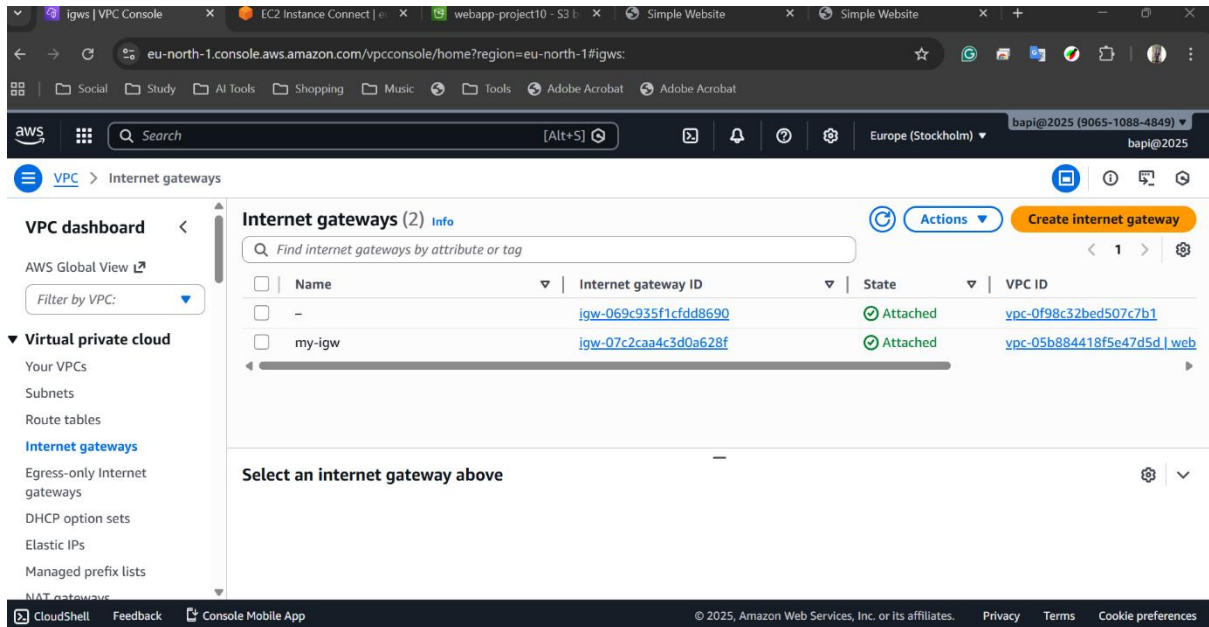 igws | VPC Console
EC2 Instance Connect | e
webapp-project10 - S3 b
Simple Website
Simple Website
eu-north-1.console.aws.amazon.com/vpcconsole/home?region=eu-north-1#igws:
Social
Study
AI Tools
Shopping
Music
Tools
Adobe Acrobat
Adobe Acrobat
aws
Search
[Alt+S]
Europe (Stockholm)
bapi@2025 (9065-1088-4849)
bapi@2025
VPC > Internet gateways
VPC dashboard
AWS Global View
Filter by VPC:
Virtual private cloud
Your VPCs
Subnets
Route tables
Internet gateways
Egress-only Internet
gateways
DHCP option sets
Elastic IPs
Managed prefix lists
NAT gateways
Internet gateways (2) Info
Actions
Create internet gateway
Find internet gateways by attribute or tag
1
Name Internet gateway ID State VPC ID
– igw-069c935f1cfdd8690 Attached vpc-0f98c32bed507c7b1
my-igw igw-07c2caa4c3d0a628f Attached vpc-05b884418f5e47d5d | web
Select an internet gateway above
CloudShell Feedback Console Mobile App © 2025, Amazon Web Services, Inc. or its affiliates. Privacy Terms Cookie preferences